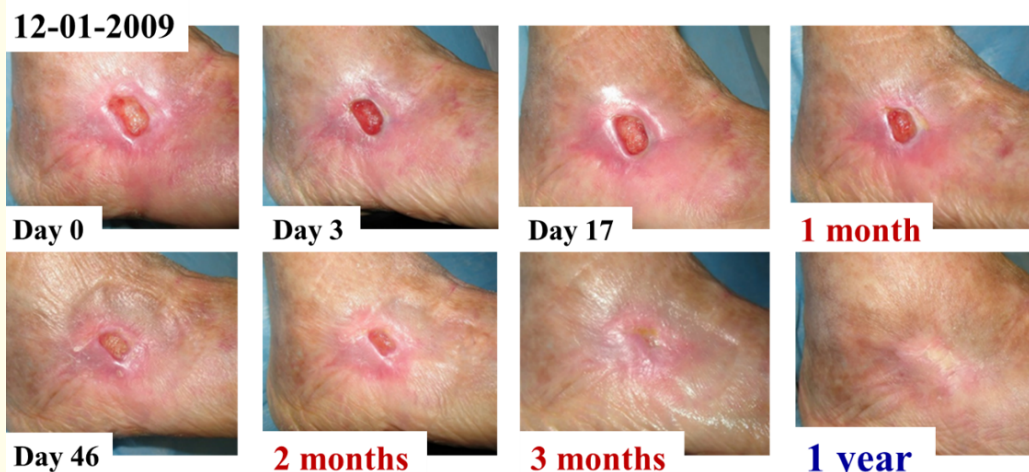 12-01-2009
Day 0
Day 3
Day 17
1 month
Day 46
2 months
3 months
1 year